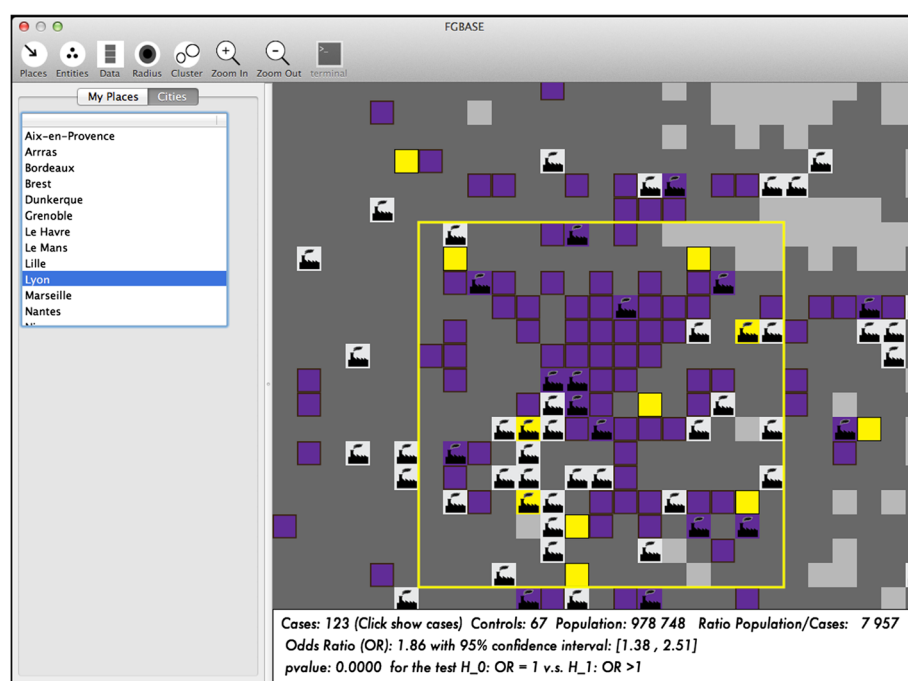 FGBASE
Places Entities Data Radius Cluster Zoom In Zoom Out terminal
My Places Cities
Aix-en-Provence
Arrras
Bordeaux
Brest
Dunkerque
Grenoble
Le Havre
Le Mans
Lille
Lyon
Marseille
Nantes
Cases: 123 (Click show cases) Controls: 67 Population: 978 748 Ratio Population/Cases: 7 957
Odds Ratio (OR): 1.86 with 95% confidence interval: [1.38 , 2.51]
pvalue: 0.0000 for the test H_0: OR = 1 v.s. H_1: OR >1